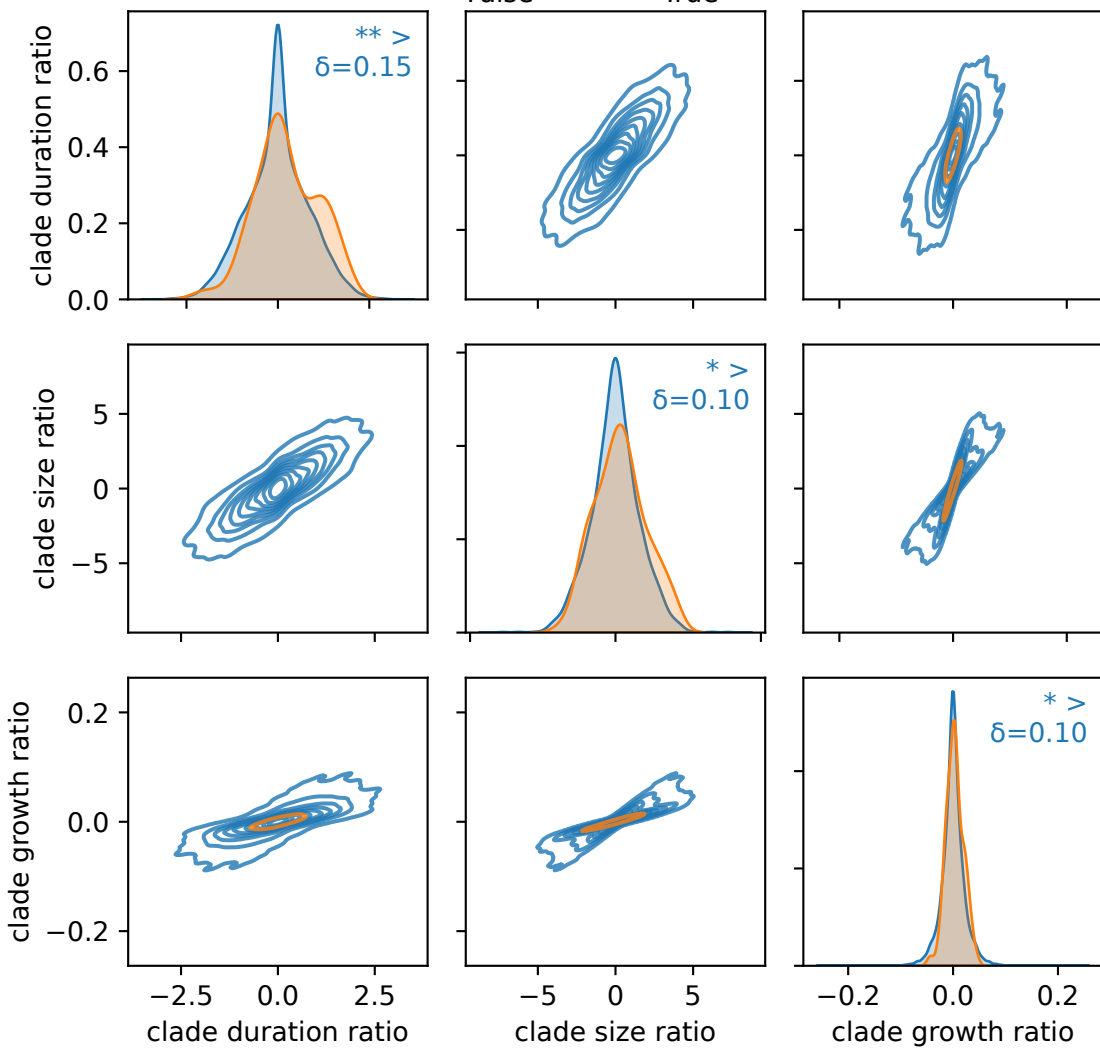 raise True
** >
δ=0.15
clade duration ratio
0.6
0.4
0.2
0.0
* >
δ=0.10
clade size ratio
5
0
−5
* >
δ=0.10
clade growth ratio
0.2
0.0
−0.2
−2.5 0.0 2.5 −5 0 5 −0.2 0.0 0.2
clade duration ratio clade size ratio clade growth ratio